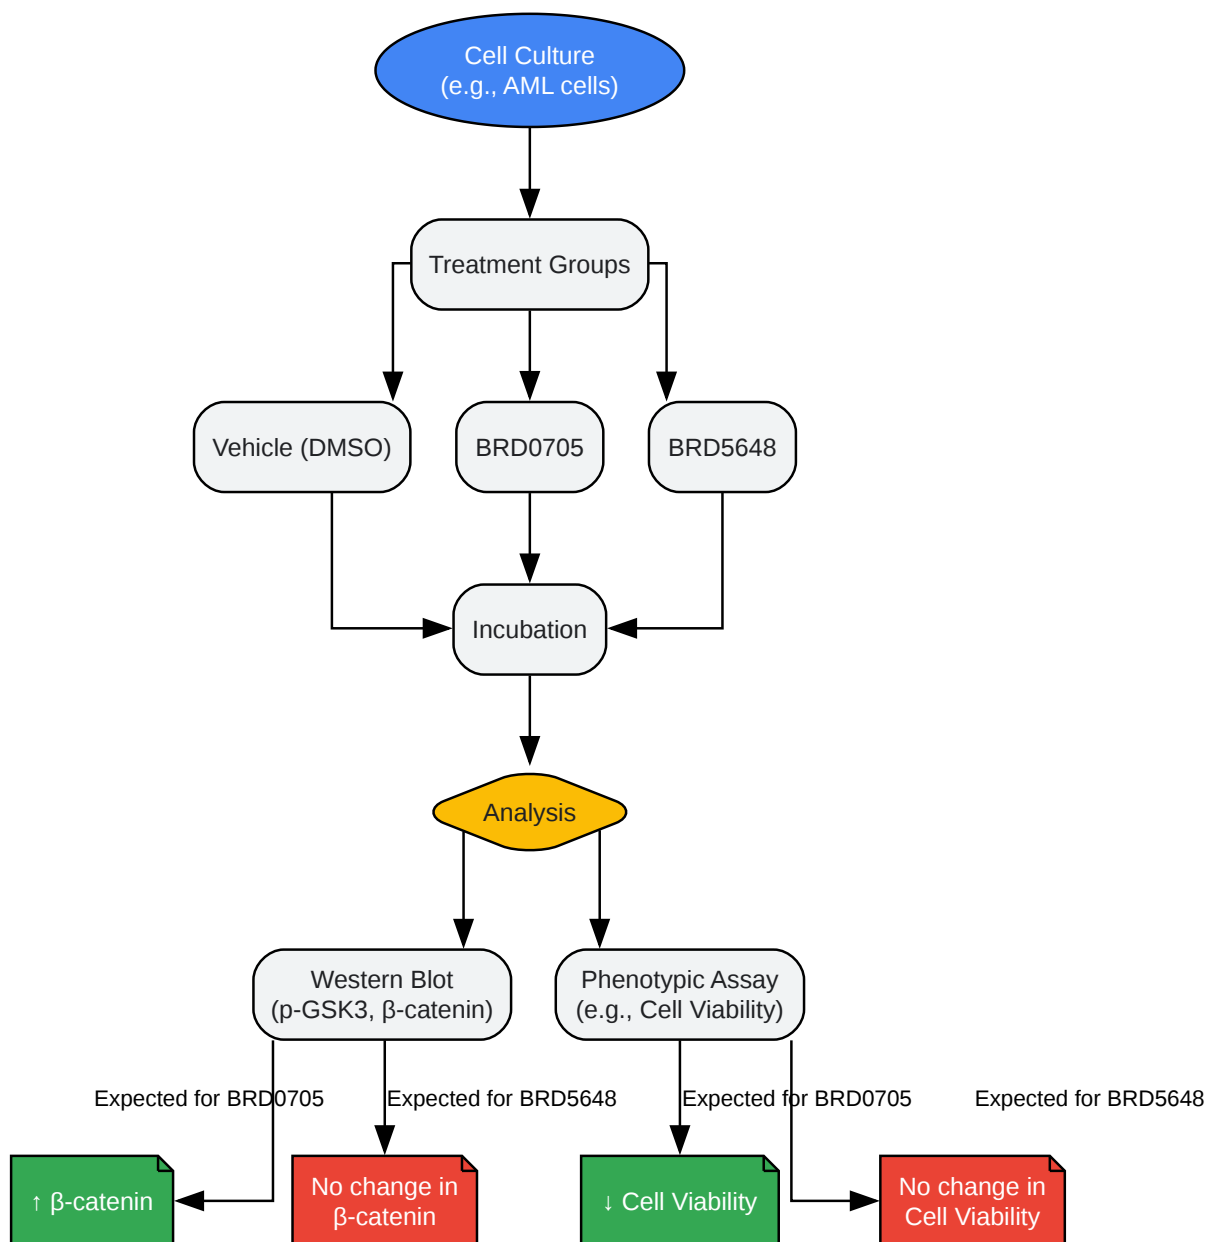 Cell Culture
(e.g., AML cells)
Treatment Groups
Vehicle (DMSO)
BRD0705
BRD5648
Incubation
Analysis
Western Blot
(p-GSK3, β-catenin)
Phenotypic Assay
(e.g., Cell Viability)
Expected for BRD0705
Expected for BRD5648
Expected for BRD0705
Expected for BRD5648
↑ β-catenin
No change in
β-catenin
↓ Cell Viability
No change in
Cell Viability